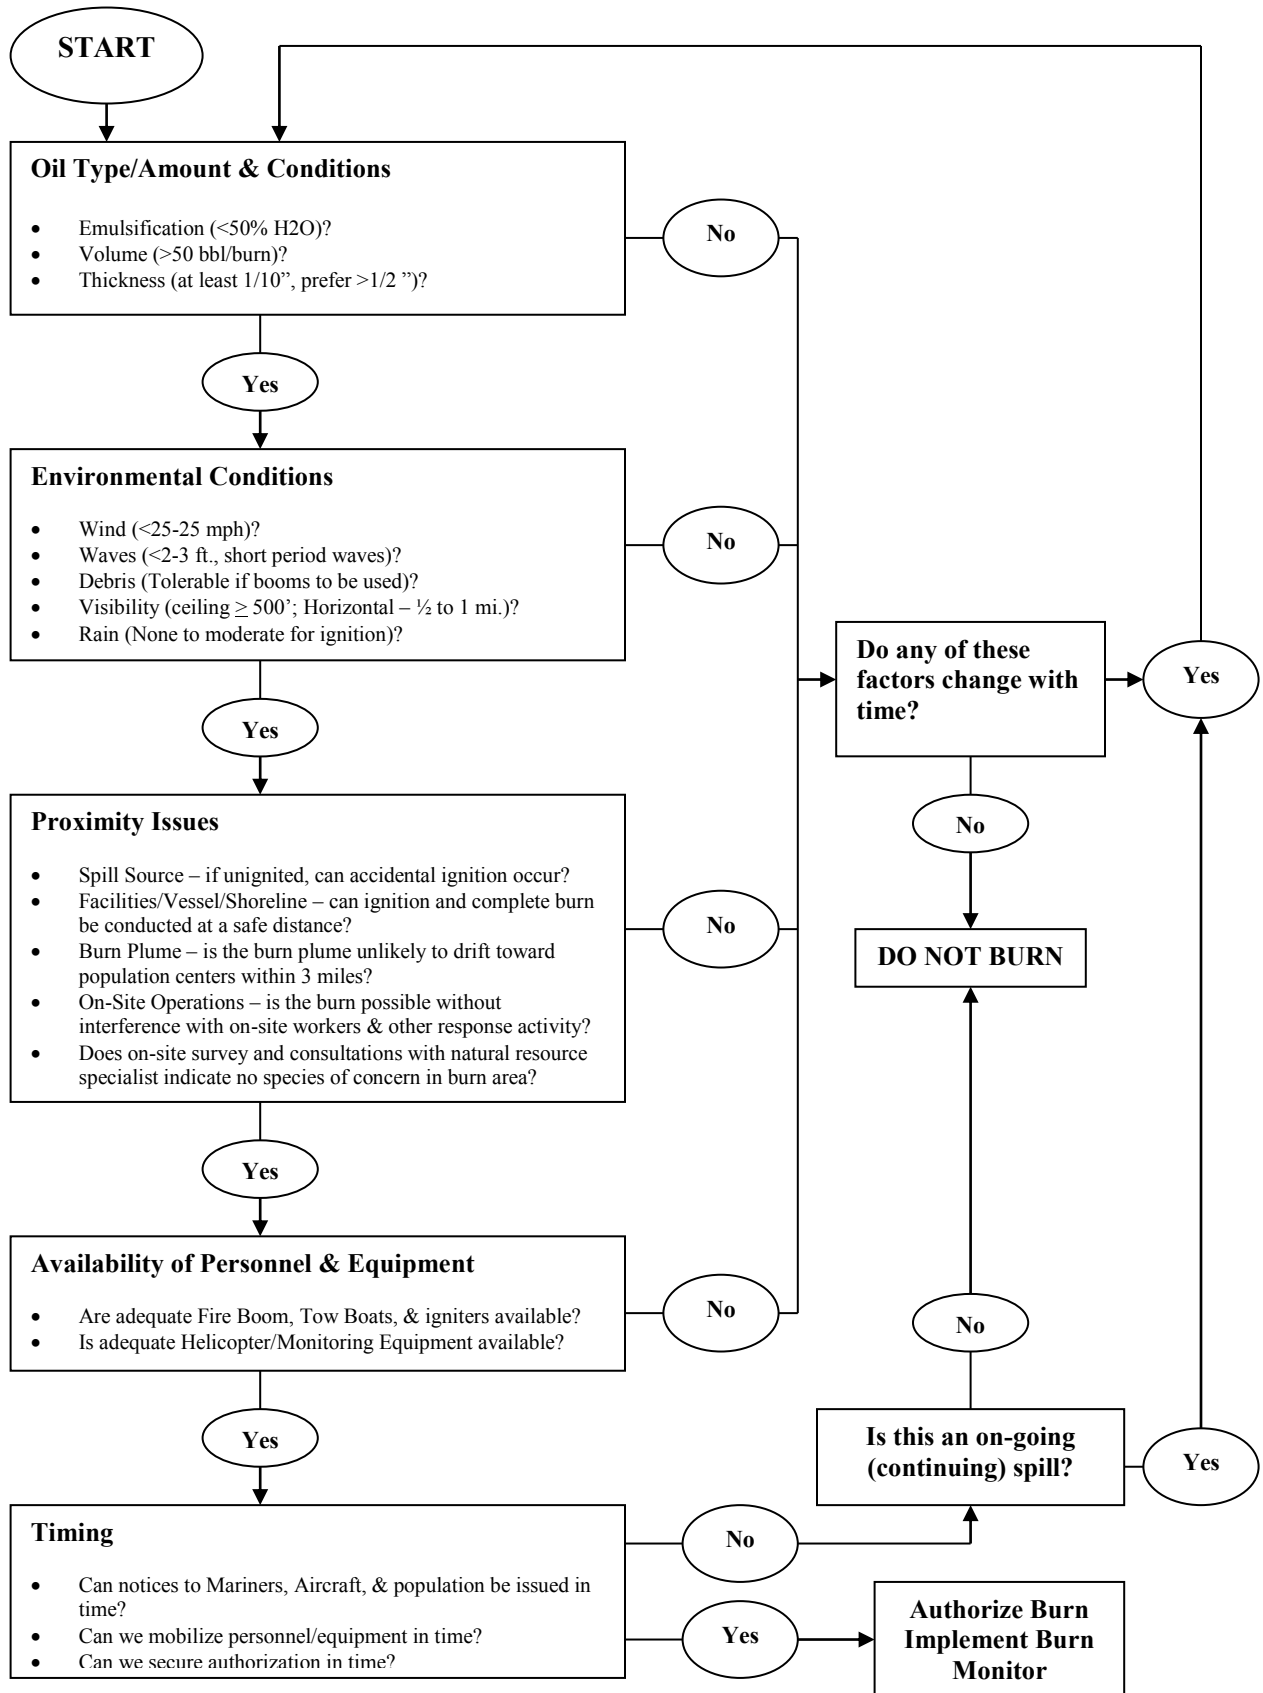 START
Oil Type/Amount & Conditions
• Emulsification (<50% H2O)?
• Volume (>50 bbl/burn)?
• Thickness (at least 1/10”, prefer >1/2 ”)?
No
Yes
Environmental Conditions
• Wind (<25-25 mph)?
• Waves (<2-3 ft., short period waves)?
• Debris (Tolerable if booms to be used)?
• Visibility (ceiling ≥ 500’; Horizontal – ½ to 1 mi.)?
• Rain (None to moderate for ignition)?
No
Do any of these
factors change with
time?
Yes
Yes
No
Proximity Issues
• Spill Source – if unignited, can accidental ignition occur?
• Facilities/Vessel/Shoreline – can ignition and complete burn
be conducted at a safe distance?
• Burn Plume – is the burn plume unlikely to drift toward
population centers within 3 miles?
• On-Site Operations – is the burn possible without
interference with on-site workers & other response activity?
• Does on-site survey and consultations with natural resource
specialist indicate no species of concern in burn area?
No
DO NOT BURN
Yes
Availability of Personnel & Equipment
• Are adequate Fire Boom, Tow Boats, & igniters available?
• Is adequate Helicopter/Monitoring Equipment available?
No
No
Yes
Is this an on-going
(continuing) spill?
Yes
Timing
• Can notices to Mariners, Aircraft, & population be issued in
time?
• Can we mobilize personnel/equipment in time?
• Can we secure authorization in time?
No
Yes
Authorize Burn
Implement Burn
Monitor